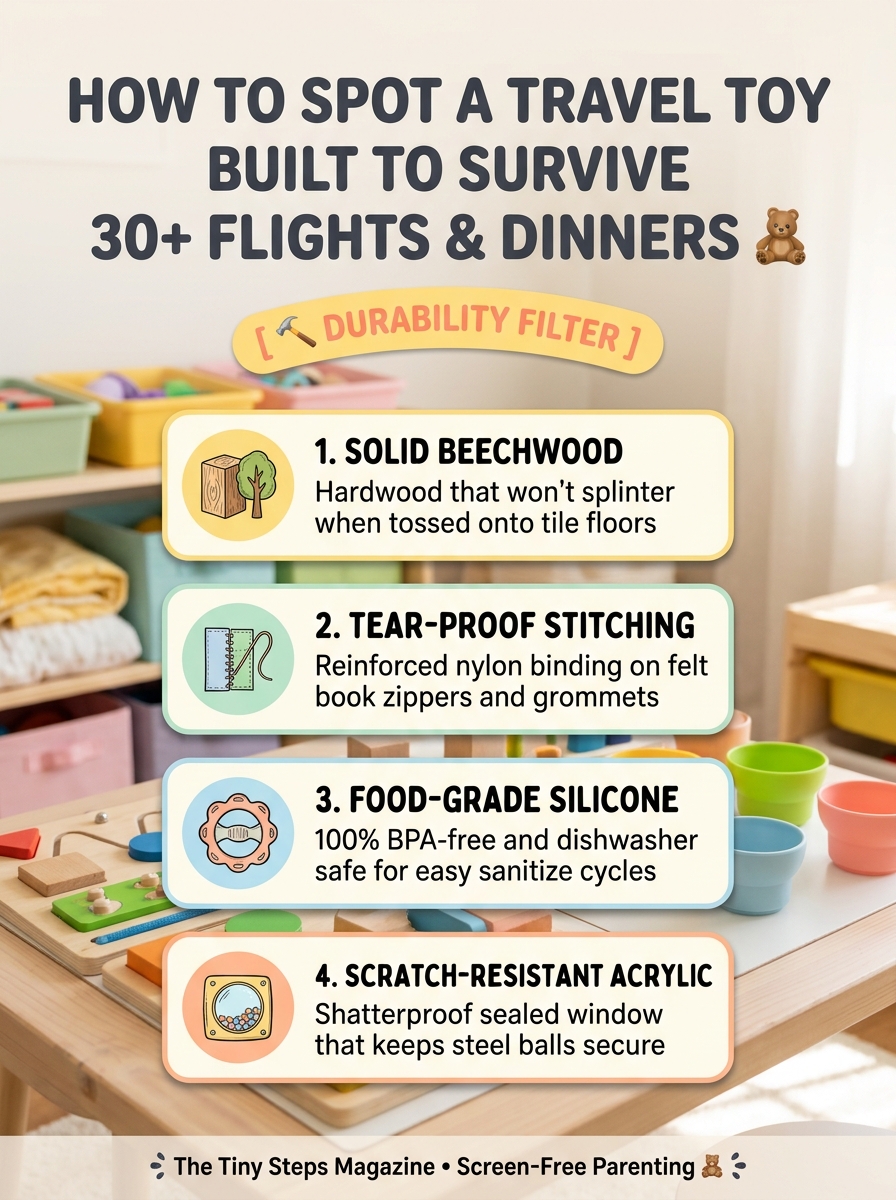 HOW TO SPOT A TRAVEL TOY
BUILT TO SURVIVE
30+ FLIGHTS & DINNERS 🧸
[ 🔨 DURABILITY FILTER ]
1. SOLID BEECHWOOD
Hardwood that won't splinter
when tossed onto tile floors
2. TEAR-PROOF STITCHING
Reinforced nylon binding on felt
book zippers and grommets
3. FOOD-GRADE SILICONE
100% BPA-free and dishwasher
safe for easy sanitize cycles
4. SCRATCH-RESISTANT ACRYLIC
Shatterproof sealed window
that keeps steel balls secure
The Tiny Steps Magazine • Screen-Free Parenting 🧸